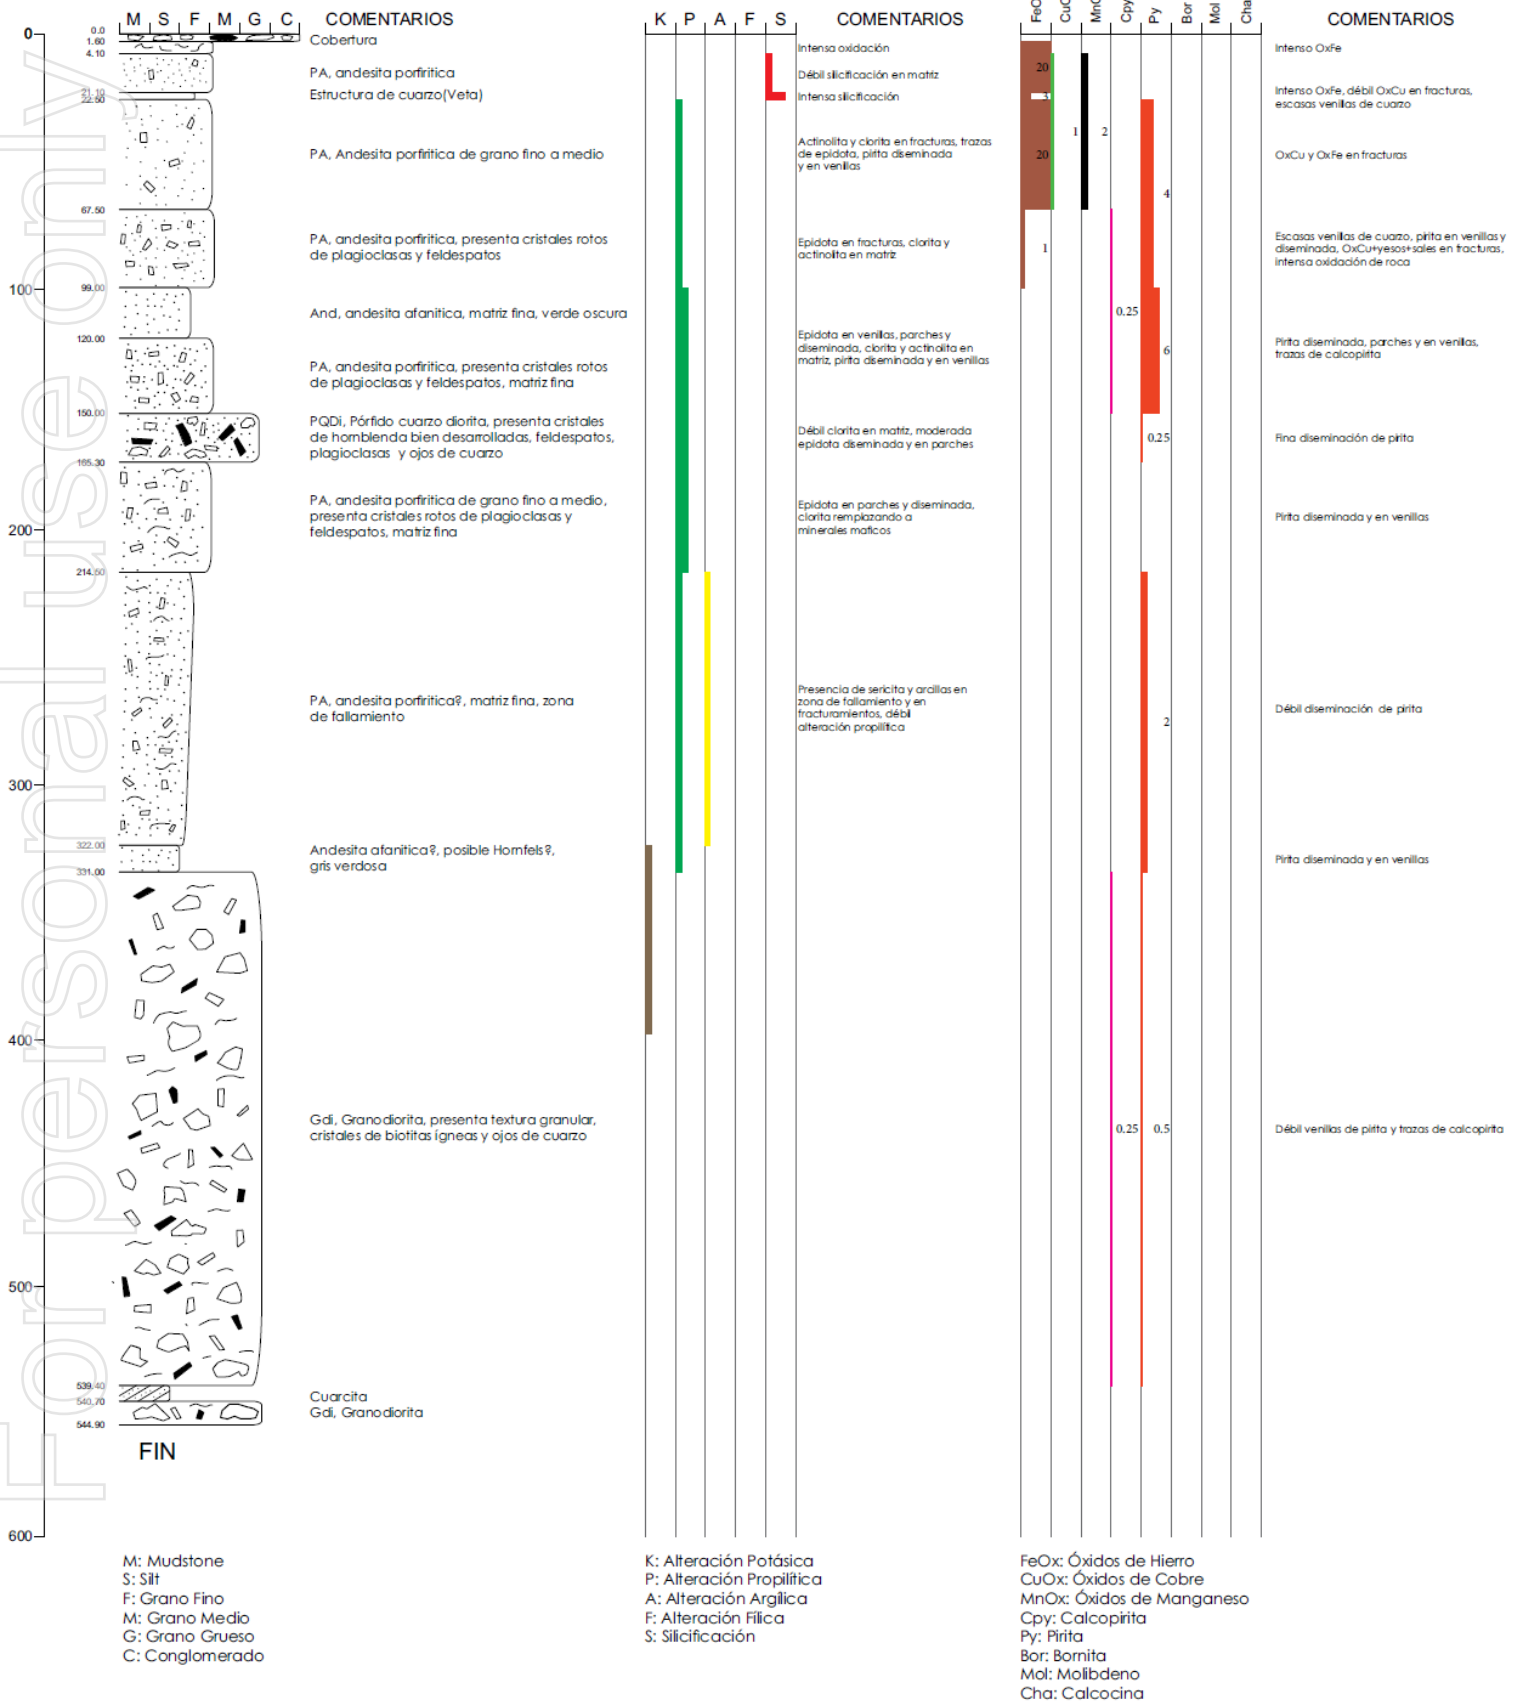 For personal use only
M S F M G C COMENTARIOS
K P A F S COMENTARIOS
FeO CuO MnO Cpy Py Bor Mol Cha COMENTARIOS
0
100
200
300
400
500
600
0.0
1.60
4.10
21.10
22.60
67.50
99.00
120.00
150.00
165.30
214.60
322.00
331.00
539.40
540.70
544.90
Cobertura
PA, andesita porfiritica
Estructura de cuarzo(Veta)
PA, Andesita porfiritica de grano fino a medio
PA, andesita porfiritica, presenta cristales rotos
de plagioclasas y feldespatos
And, andesita afanitica, matriz fina, verde oscura
PA, andesita porfiritica, presenta cristales rotos
de plagioclasas y feldespatos, matriz fina
PQDi, Pórfido cuarzo diorita, presenta cristales
de hornblenda bien desarrolladas, feldespatos,
plagioclasas y ojos de cuarzo
PA, andesita porfiritica de grano fino a medio,
presenta cristales rotos de plagioclasas y
feldespatos, matriz fina
PA, andesita porfiritica?, matriz fina, zona
de fallamiento
Andesita afanitica?, posible Hornfels?,
gris verdosa
Gdi, Granodiorita, presenta textura granular,
cristales de biotitas ígneas y ojos de cuarzo
Cuarcita
Gdi, Granodiorita
FIN
Intensa oxidación
Débil silicificación en matriz
Intensa silicificación
Actinolita y clorita en fracturas, trazas
de epidota, pirita diseminada
y en venillas
Epidota en fracturas, clorita y
actinolita en matriz
Epidota en venillas, parches y
diseminada, clorita y actinolita en
matriz, pirita diseminada y en venillas
Débil clorita en matriz, moderada
epidota diseminada y en parches
Epidota en parches y diseminada,
clorita remplazando a
minerales maficos
Presencia de sericita y arcillas en
zona de fallamiento y en
fracturamientos, débil
alteración propilítica
20
3
20
1
1
2
0.25
4
6
0.25
2
0.25
0.5
Intenso OxFe
Intenso OxFe, débil OxCu en fracturas,
escasas venillas de cuarzo
OxCu y OxFe en fracturas
Escasas venillas de cuarzo, pirita en venillas y
diseminada, OxCu+yesos+sales en fracturas,
intensa oxidación de roca
Pirita diseminada, parches y en venillas,
trazas de calcopirita
Fina diseminación de pirita
Pirita diseminada y en venillas
Débil diseminación de pirita
Pirita diseminada y en venillas
Débil venillas de pirita y trazas de calcopirita
M: Mudstone
S: Silt
F: Grano Fino
M: Grano Medio
G: Grano Grueso
C: Conglomerado
K: Alteración Potásica
P: Alteración Propilítica
A: Alteración Argílica
F: Alteración Fílica
S: Silicificación
FeOx: Óxidos de Hierro
CuOx: Óxidos de Cobre
MnOx: Óxidos de Manganeso
Cpy: Calcopirita
Py: Pirita
Bor: Bornita
Mol: Molibdeno
Cha: Calcocina